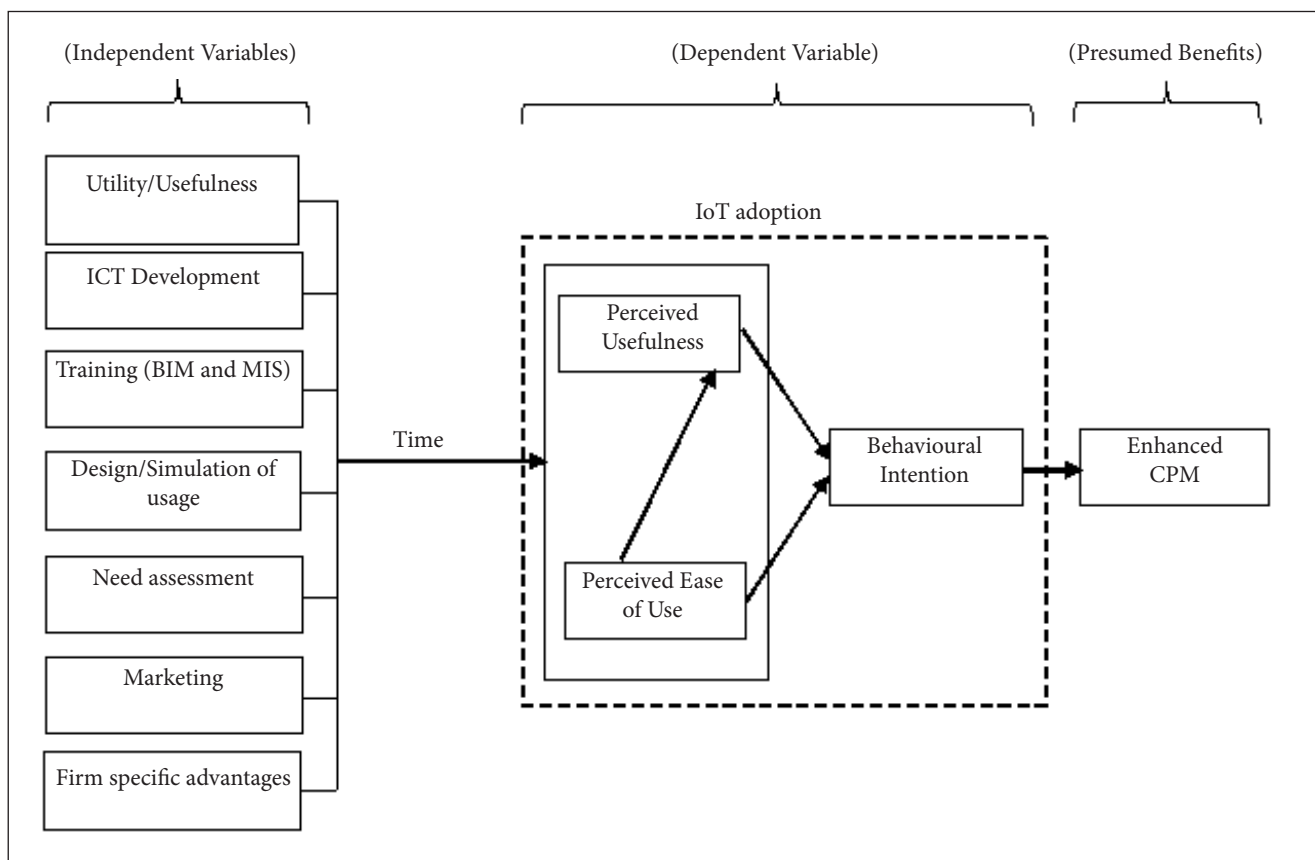 (Independent Variables)
(Dependent Variable)
(Presumed Benefits)
Utility/Usefulness
ICT Development
Training (BIM and MIS)
Design/Simulation of
usage
Need assessment
Marketing
Firm specific advantages
Time
IoT adoption
Perceived
Usefulness
Perceived Ease
of Use
Behavioural
Intention
Enhanced
CPM